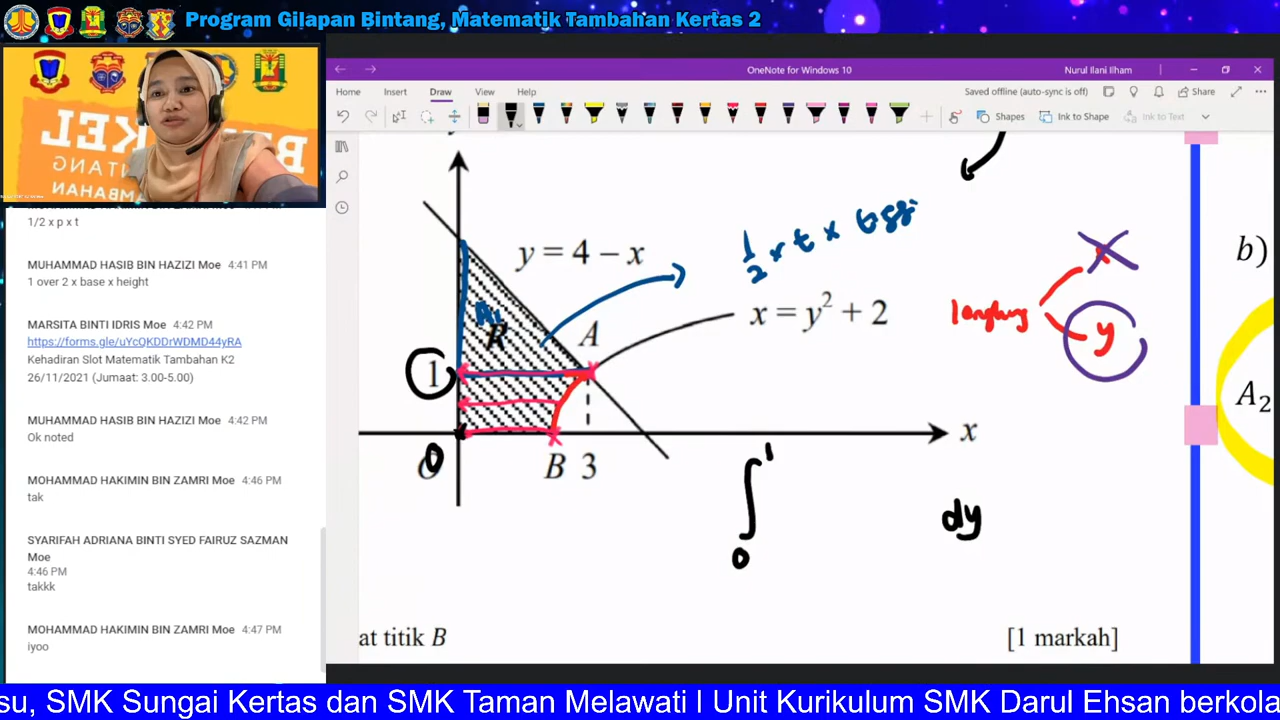 Program Gilapan Bintang, Matematik Tambahan Kertas 2
OneNote for Windows 10
Nurul Ilani Ilham
Home Insert Draw View Help
Saved offline (auto-sync is off)
Share
Shapes
Ink to Shape
Ink to Text
1/2 x p x t
MUHAMMAD HASIB BIN HAZIZI Moe 4:41 PM
1 over 2 x base x height
MARSITA BINTI IDRIS Moe 4:42 PM
https://forms.gle/uYcQKDDrWDMD44yRA
Kehadiran Slot Matematik Tambahan K2
26/11/2021 (Jumaat: 3.00-5.00)
MUHAMMAD HASIB BIN HAZIZI Moe 4:42 PM
Ok noted
MOHAMMAD HAKIMIN BIN ZAMRI Moe 4:46 PM
tak
SYARIFAH ADRIANA BINTI SYED FAIRUZ SAZMAN
Moe
4:46 PM
takkk
MOHAMMAD HAKIMIN BIN ZAMRI Moe 4:47 PM
iyoo
y = 4 – x
1/2 x t x
x = y² + 2
A
R
1
0
B 3
x
x
y
∫₀¹ dy
b)
A₂
at titik B
[1 markah]
su, SMK Sungai Kertas dan SMK Taman Melawati I Unit Kurikulum SMK Darul Ehsan berkola